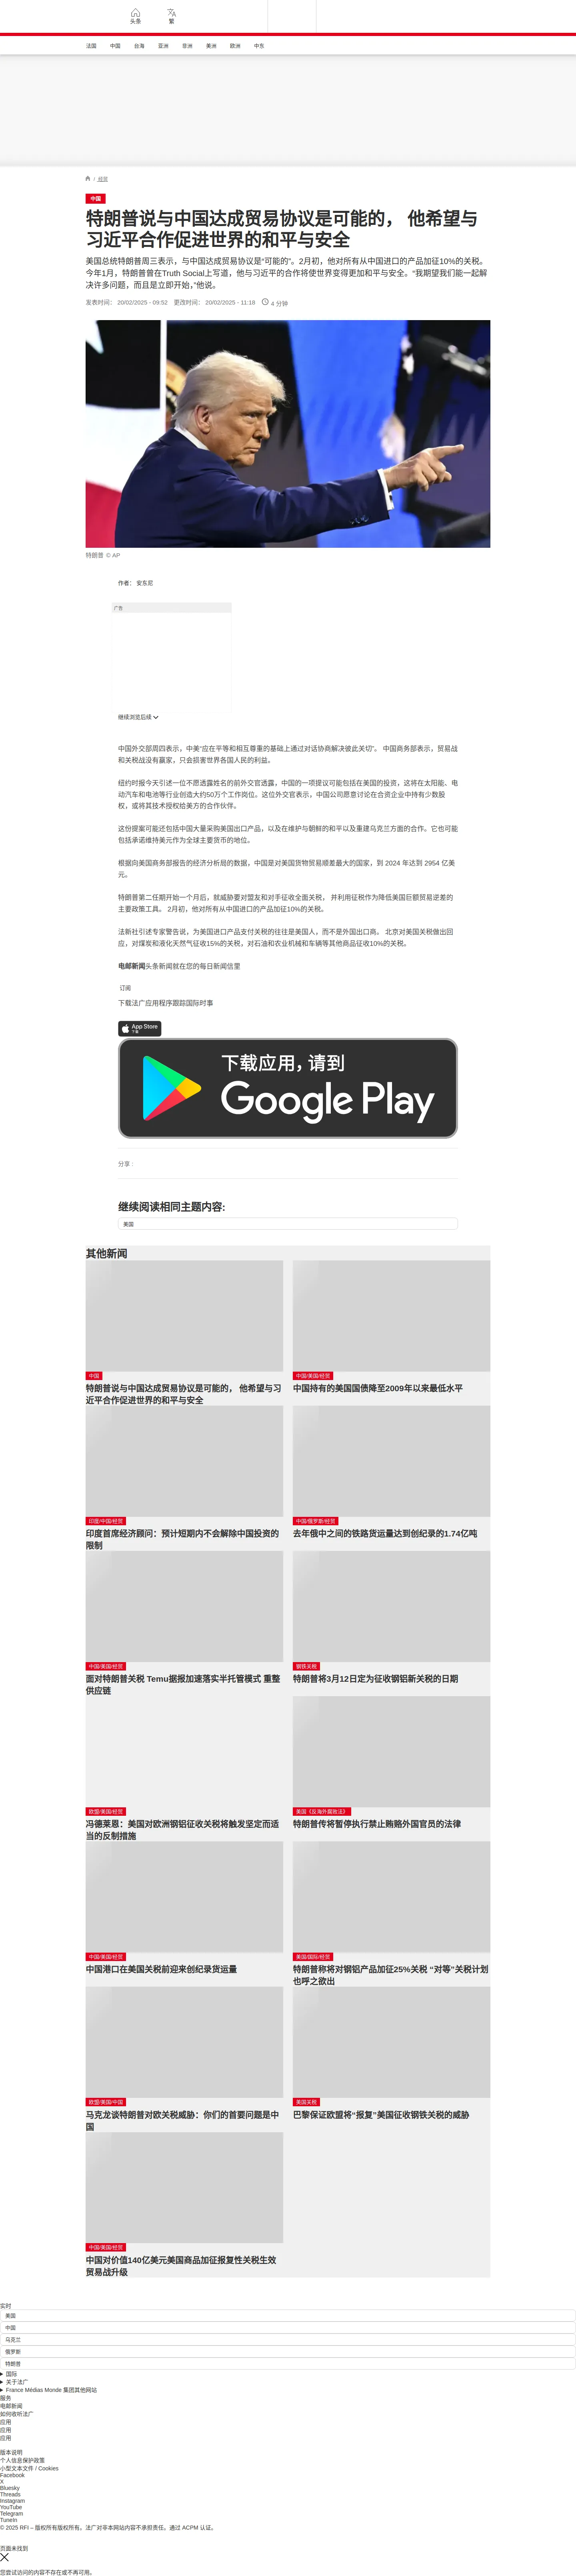 头条
繁
法国
中国
台海
亚洲
非洲
美洲
欧洲
中东
/ 经贸
中国
特朗普说与中国达成贸易协议是可能的， 他希望与
习近平合作促进世界的和平与安全
美国总统特朗普周三表示，与中国达成贸易协议是“可能的”。2月初，他对所有从中国进口的产品加征10%的关税。
今年1月，特朗普曾在Truth Social上写道，他与习近平的合作将使世界变得更加和平与安全。“我期望我们能一起解
决许多问题，而且是立即开始，”他说。
发表时间： 20/02/2025 - 09:52 更改时间： 20/02/2025 - 11:18 4 分钟
特朗普 © AP
作者： 安东尼
广告
继续浏览后续
中国外交部周四表示，中美“应在平等和相互尊重的基础上通过对话协商解决彼此关切”。 中国商务部表示，贸易战
和关税战没有赢家，只会损害世界各国人民的利益。
纽约时报今天引述一位不愿透露姓名的前外交官透露，中国的一项提议可能包括在美国的投资，这将在太阳能、电
动汽车和电池等行业创造大约50万个工作岗位。这位外交官表示，中国公司愿意讨论在合资企业中持有少数股
权，或将其技术授权给美方的合作伙伴。
这份提案可能还包括中国大量采购美国出口产品，以及在维护与朝鲜的和平以及重建乌克兰方面的合作。它也可能
包括承诺维持美元作为全球主要货币的地位。
根据向美国商务部报告的经济分析局的数据，中国是对美国货物贸易顺差最大的国家，到 2024 年达到 2954 亿美
元。
特朗普第二任期开始一个月后，就威胁要对盟友和对手征收全面关税， 并利用征税作为降低美国巨额贸易逆差的
主要政策工具。 2月初，他对所有从中国进口的产品加征10%的关税。
法新社引述专家警告说，为美国进口产品支付关税的往往是美国人，而不是外国出口商。 北京对美国关税做出回
应，对煤炭和液化天然气征收15%的关税，对石油和农业机械和车辆等其他商品征收10%的关税。
电邮新闻头条新闻就在您的每日新闻信里
订阅
下载法广应用程序跟踪国际时事
App Store
下载
下载应用，请到
Google Play
分享 :
继续阅读相同主题内容:
美国
其他新闻
中国
特朗普说与中国达成贸易协议是可能的， 他希望与习
近平合作促进世界的和平与安全
中国/美国/经贸
中国持有的美国国债降至2009年以来最低水平
印度/中国/经贸
印度首席经济顾问：预计短期内不会解除中国投资的
限制
中国/俄罗斯/经贸
去年俄中之间的铁路货运量达到创纪录的1.74亿吨
中国/美国/经贸
面对特朗普关税 Temu据报加速落实半托管模式 重整
供应链
钢铁关税
特朗普将3月12日定为征收钢铝新关税的日期
欧盟/美国/经贸
冯德莱恩：美国对欧洲钢铝征收关税将触发坚定而适
当的反制措施
美国《反海外腐败法》
特朗普传将暂停执行禁止贿赂外国官员的法律
中国/美国/经贸
中国港口在美国关税前迎来创纪录货运量
美国/国际/经贸
特朗普称将对钢铝产品加征25%关税 “对等”关税计划
也呼之欲出
欧盟/美国/中国
马克龙谈特朗普对欧关税威胁：你们的首要问题是中
国
美国关税
巴黎保证欧盟将“报复”美国征收钢铁关税的威胁
中国/美国/经贸
中国对价值140亿美元美国商品加征报复性关税生效
贸易战升级
实时
美国
中国
乌克兰
俄罗斯
特朗普
国际
关于法广
France Médias Monde 集团其他网站
服务
电邮新闻
如何收听法广
应用
应用
应用
版本说明
个人信息保护政策
小型文本文件 / Cookies
Facebook
X
Bluesky
Threads
Instagram
YouTube
Telegram
TuneIn
© 2025 RFI – 版权所有版权所有。法广对非本网站内容不承担责任。通过 ACPM 认证。
页面未找到
您尝试访问的内容不存在或不再可用。